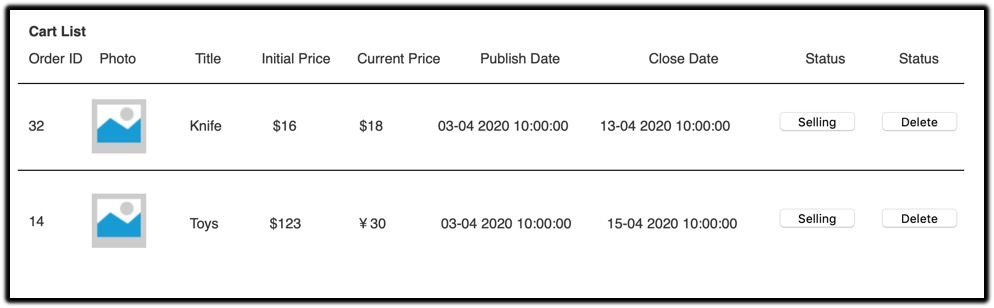 Cart List
Order ID Photo Title Initial Price Current Price Publish Date Close Date Status Status
32 Knife $16 $18 03-04 2020 10:00:00 13-04 2020 10:00:00 Selling Delete
14 Toys $123 ¥ 30 03-04 2020 10:00:00 15-04 2020 10:00:00 Selling Delete